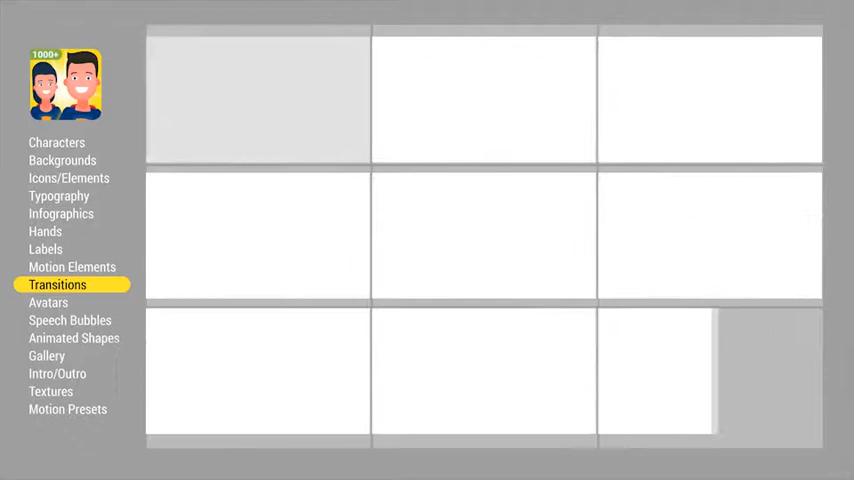 1000+
Characters
Backgrounds
Icons/Elements
Typography
Infographics
Hands
Labels
Motion Elements
Transitions
Avatars
Speech Bubbles
Animated Shapes
Gallery
Intro/Outro
Textures
Motion Presets